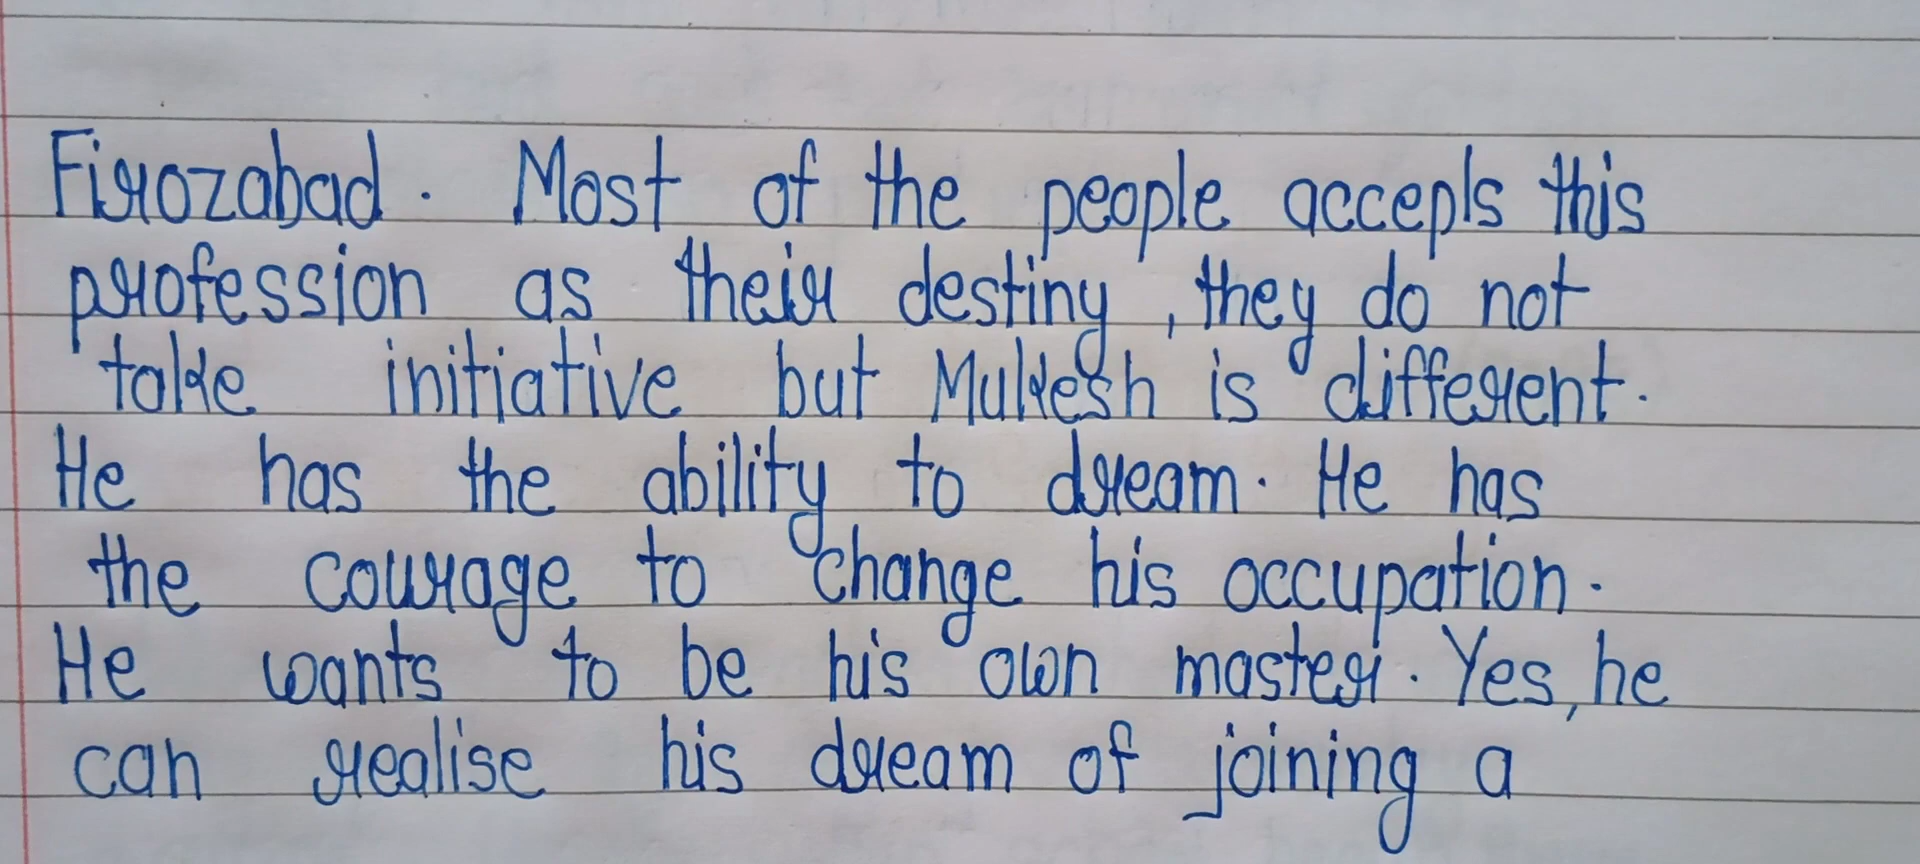 Firozabad. Most of the people accepts this
profession as their destiny, they do not
take initiative but Mukesh is different.
He has the ability to dream. He has
the courage to change his occupation.
He wants to be his own master. Yes, he
can realise his dream of joining a